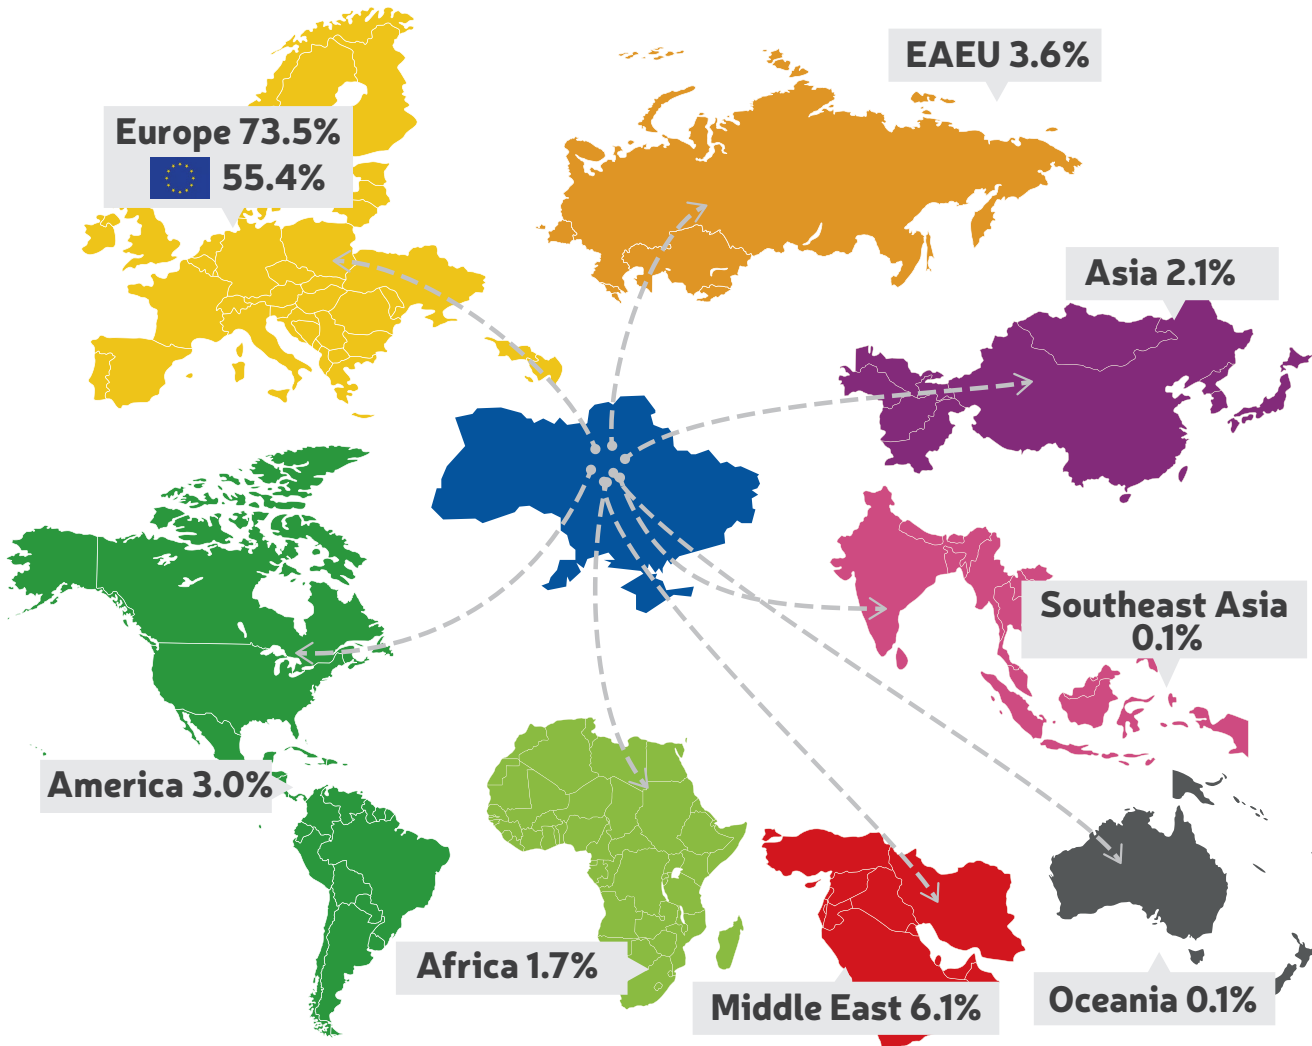 EAEU 3.6%
Europe 73.5%
55.4%
Asia 2.1%
Southeast Asia
0.1%
America 3.0%
Africa 1.7%
Middle East 6.1%
Oceania 0.1%